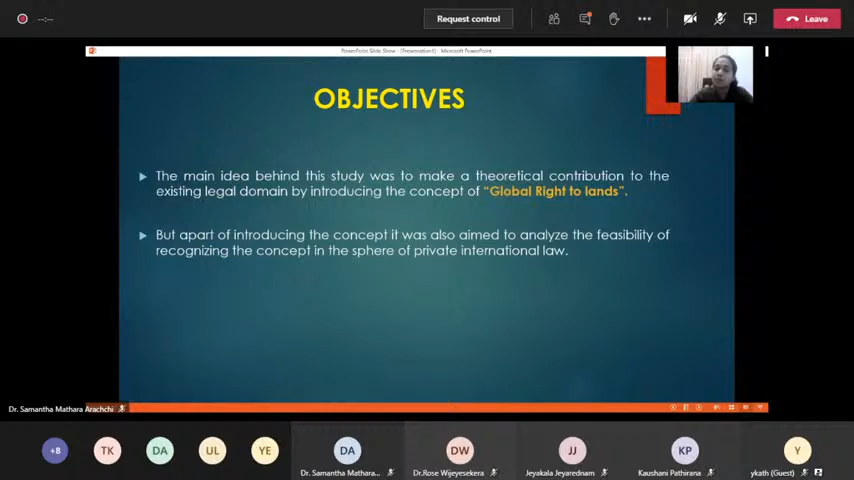 --:--
Request control
Leave
PowerPoint Slide Show - [Presentation1] - Microsoft PowerPoint
OBJECTIVES
The main idea behind this study was to make a theoretical contribution to the
existing legal domain by introducing the concept of “Global Right to lands”.
But apart of introducing the concept it was also aimed to analyze the feasibility of
recognizing the concept in the sphere of private international law.
Dr. Samantha Mathara Arachchi
+8
TK
DA
UL
YE
DA
DW
JJ
KP
Y
Dr. Samantha Mathara...
Dr.Rose Wijeyesekera
Jeyakala Jeyarednam
Kaushani Pathirana
ykath (Guest)